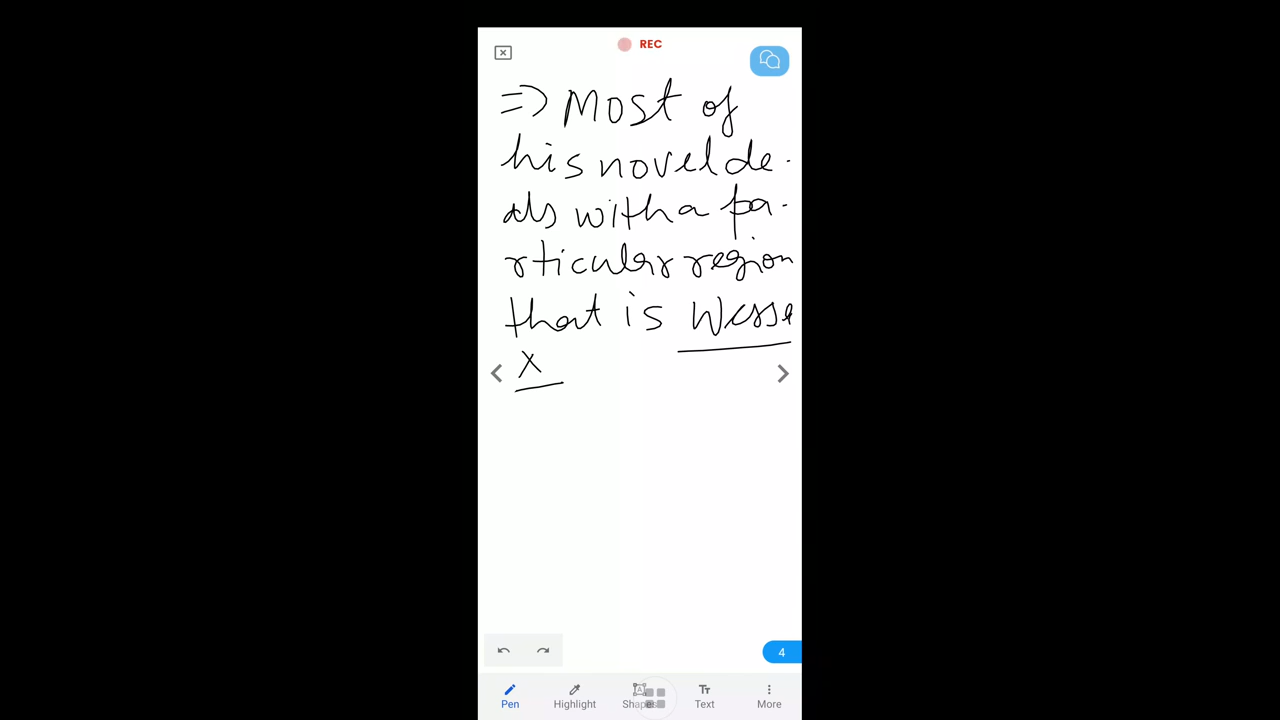 REC
=> Most of
his novel de-
als with a pa-
rticular region
that is Wesse
x
4
Pen Highlight Text More